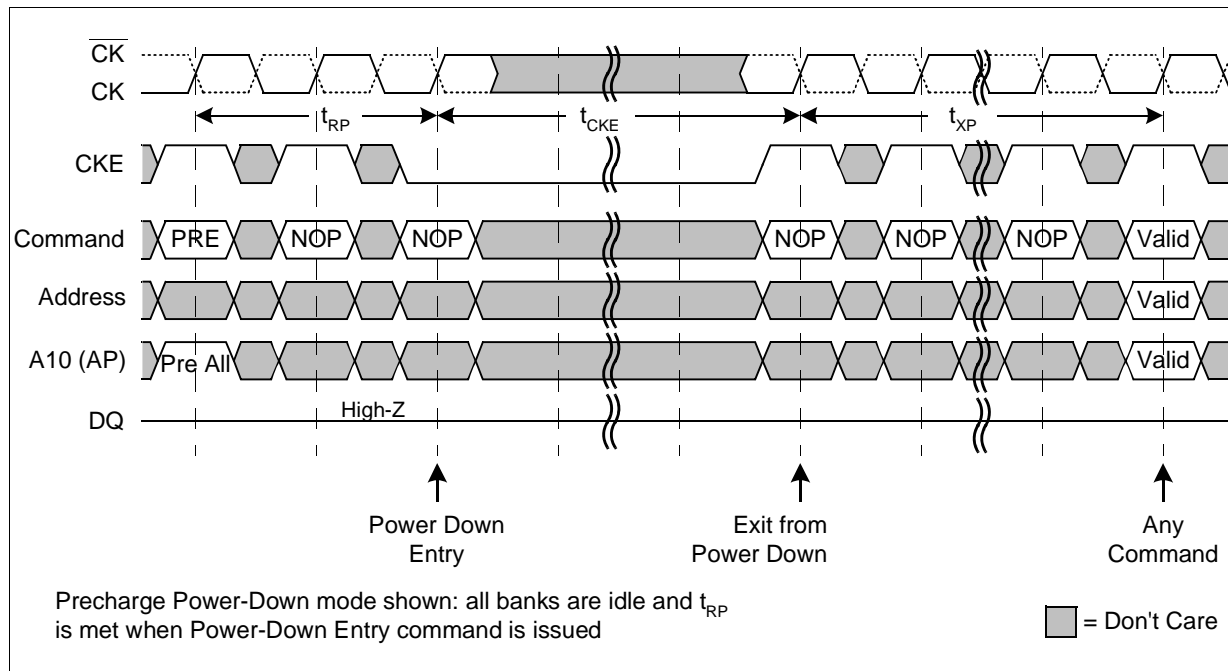 CK
CK
tRP
tCKE
tXP
CKE
Command
PRE
NOP
NOP
NOP
NOP
NOP
Valid
Address
Valid
A10 (AP)
Pre All
Valid
DQ
High-Z
Power Down
Entry
Exit from
Power Down
Any
Command
Precharge Power-Down mode shown: all banks are idle and tRP
is met when Power-Down Entry command is issued
= Don't Care